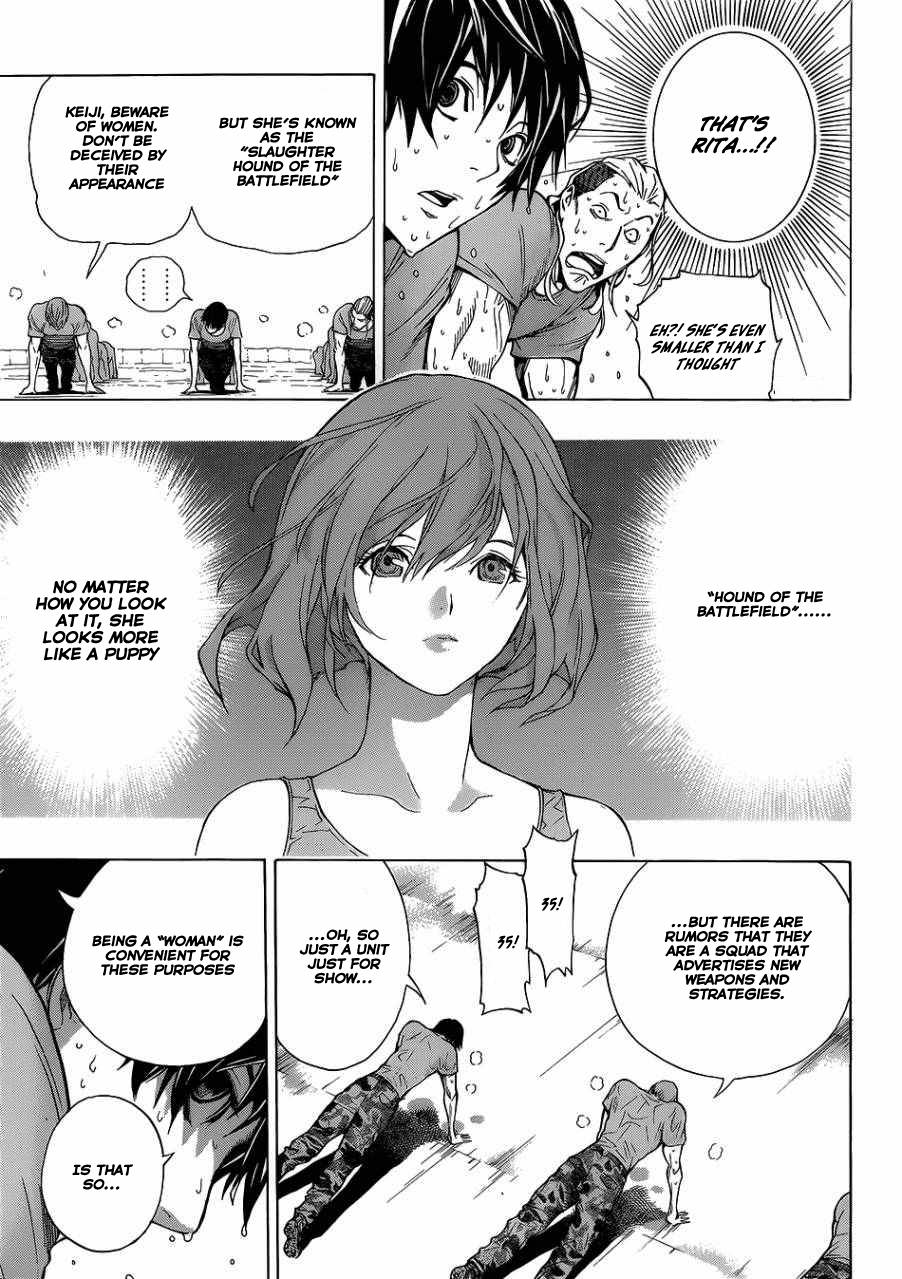 THAT'S
RITA...!!
EH?! SHE'S EVEN
SMALLER THAN I
THOUGHT
BUT SHE'S KNOWN
AS THE
"SLAUGHTER
HOUND OF THE
BATTLEFIELD"
KEIJI, BEWARE
OF WOMEN.
DON'T BE
DECEIVED BY
THEIR
APPEARANCE
"HOUND OF THE
BATTLEFIELD"......
NO MATTER
HOW YOU LOOK
AT IT, SHE
LOOKS MORE
LIKE A PUPPY
...BUT THERE ARE
RUMORS THAT THEY
ARE A SQUAD THAT
ADVERTISES NEW
WEAPONS AND
STRATEGIES.
35!
35!
...OH, SO
JUST A UNIT
JUST FOR
SHOW...
BEING A "WOMAN" IS
CONVENIENT FOR
THESE PURPOSES
IS THAT
SO...